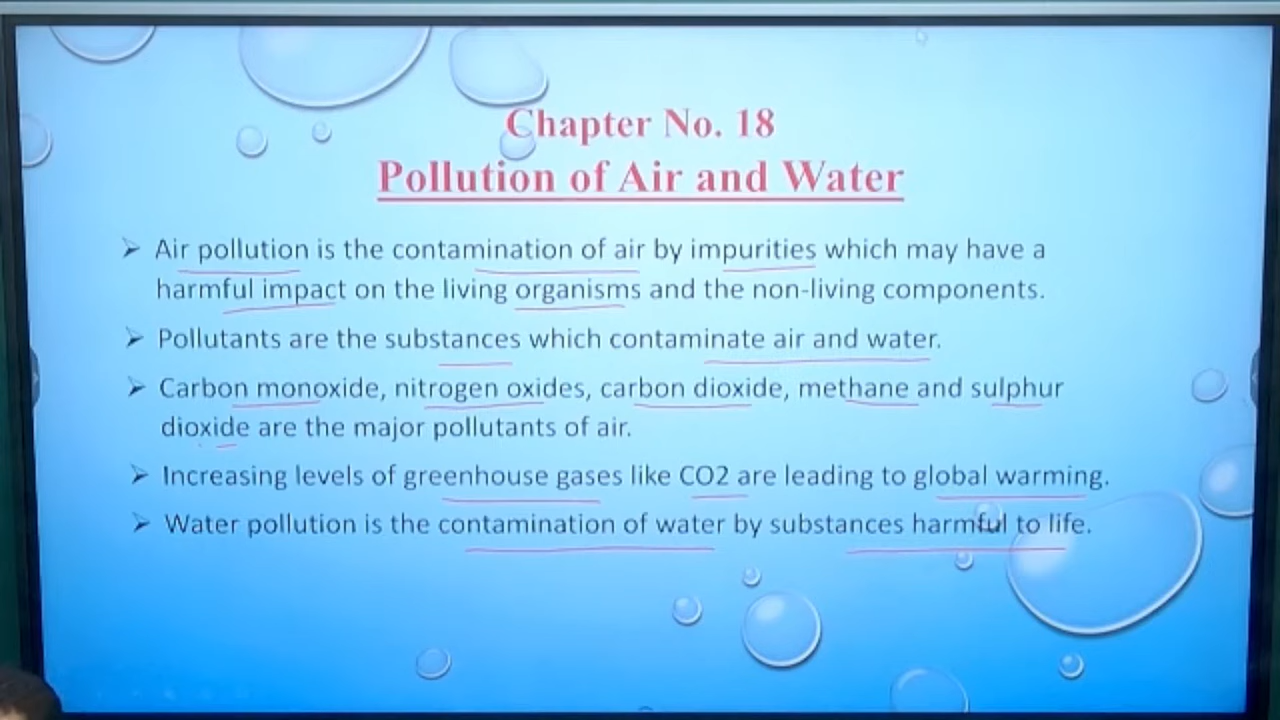 Chapter No. 18
Pollution of Air and Water
➢ Air pollution is the contamination of air by impurities which may have a
harmful impact on the living organisms and the non-living components.
➢ Pollutants are the substances which contaminate air and water.
➢ Carbon monoxide, nitrogen oxides, carbon dioxide, methane and sulphur
dioxide are the major pollutants of air.
➢ Increasing levels of greenhouse gases like CO2 are leading to global warming.
➢ Water pollution is the contamination of water by substances harmful to life.